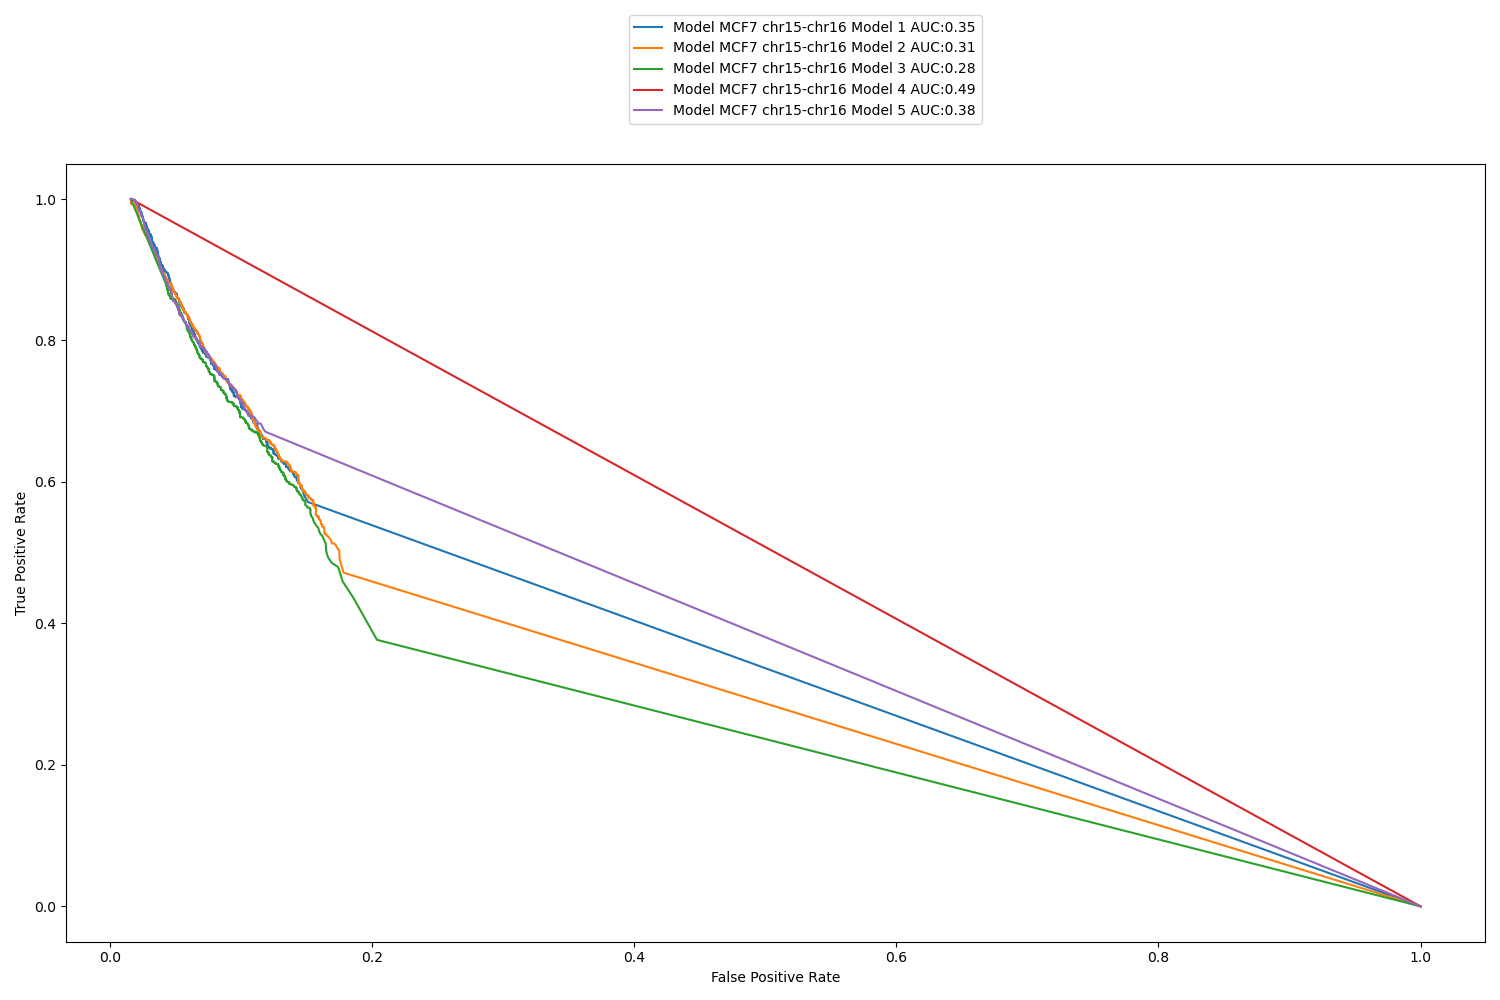 Model MCF7 chr15-chr16 Model 1 AUC:0.35
Model MCF7 chr15-chr16 Model 2 AUC:0.31
Model MCF7 chr15-chr16 Model 3 AUC:0.28
Model MCF7 chr15-chr16 Model 4 AUC:0.49
Model MCF7 chr15-chr16 Model 5 AUC:0.38
1.0
0.8
0.6
0.4
0.2
0.0
True Positive Rate
0.0 0.2 0.4 0.6 0.8 1.0
False Positive Rate